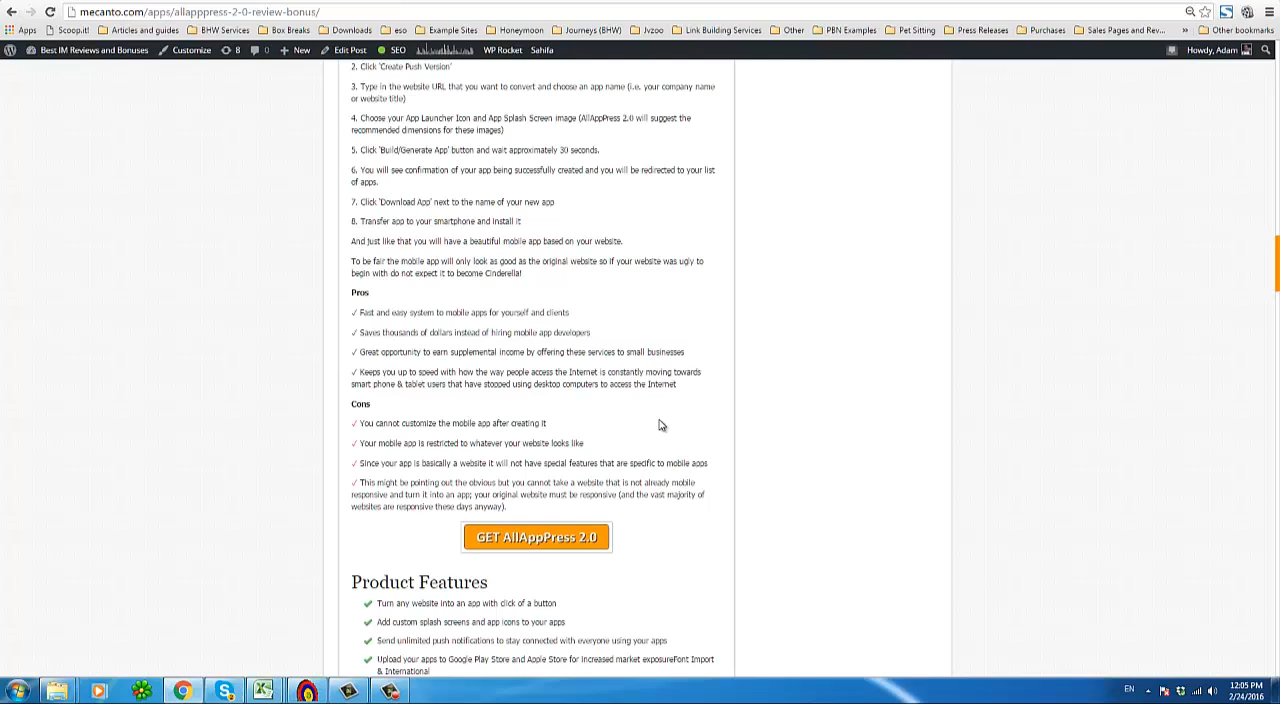 mecanto.com/apps/allapppress-2-0-review-bonus/
Apps Scoop.it! Articles and guides BHW Services Box Breaks Downloads eso Example Sites Honeymoon Journeys (BHW) Jvzoo Link Building Services Other PBN Examples Pet Sitting Press Releases Purchases Sales Pages and Rev... » Other bookmarks
Best IM Reviews and Bonuses Customize 8 0 New Edit Post SEO WP Rocket Sahifa Howdy, Adam
2. Click 'Create Push Version'
3. Type in the website URL that you want to convert and choose an app name (i.e. your company name
or website title)
4. Choose your App Launcher Icon and App Splash Screen image (AllAppPress 2.0 will suggest the
recommended dimensions for these images)
5. Click 'Build/Generate App' button and wait approximately 30 seconds.
6. You will see confirmation of your app being successfully created and you will be redirected to your list
of apps.
7. Click 'Download App' next to the name of your new app
8. Transfer app to your smartphone and install it
And just like that you will have a beautiful mobile app based on your website.
To be fair the mobile app will only look as good as the original website so if your website was ugly to
begin with do not expect it to become Cinderella!
Pros
✓ Fast and easy system to mobile apps for yourself and clients
✓ Saves thousands of dollars instead of hiring mobile app developers
✓ Great opportunity to earn supplemental income by offering these services to small businesses
✓ Keeps you up to speed with how the way people access the Internet is constantly moving towards
smart phone & tablet users that have stopped using desktop computers to access the Internet
Cons
✓ You cannot customize the mobile app after creating it
✓ Your mobile app is restricted to whatever your website looks like
✓ Since your app is basically a website it will not have special features that are specific to mobile apps
✓ This might be pointing out the obvious but you cannot take a website that is not already mobile
responsive and turn it into an app; your original website must be responsive (and the vast majority of
websites are responsive these days anyway).
GET AllAppPress 2.0
Product Features
Turn any website into an app with click of a button
Add custom splash screens and app icons to your apps
Send unlimited push notifications to stay connected with everyone using your apps
Upload your apps to Google Play Store and Apple Store for increased market exposureFont Import
& International
EN
12:05 PM
2/24/2016